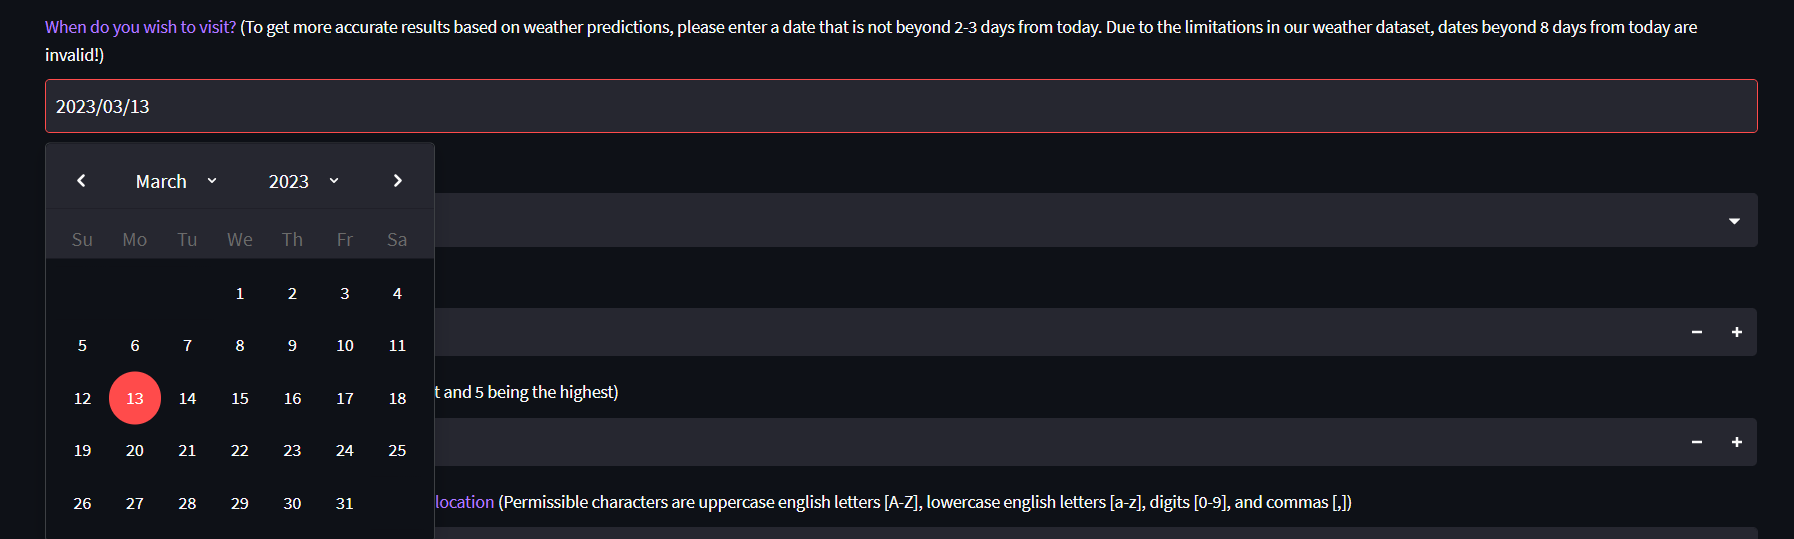 When do you wish to visit? (To get more accurate results based on weather predictions, please enter a date that is not beyond 2-3 days from today. Due to the limitations in our weather dataset, dates beyond 8 days from today are
invalid!)
2023/03/13
March 2023
Su Mo Tu We Th Fr Sa
1 2 3 4
5 6 7 8 9 10 11
t and 5 being the highest)
12 13 14 15 16 17 18
19 20 21 22 23 24 25
26 27 28 29 30 31
location (Permissible characters are uppercase english letters [A-Z], lowercase english letters [a-z], digits [0-9], and commas [,])